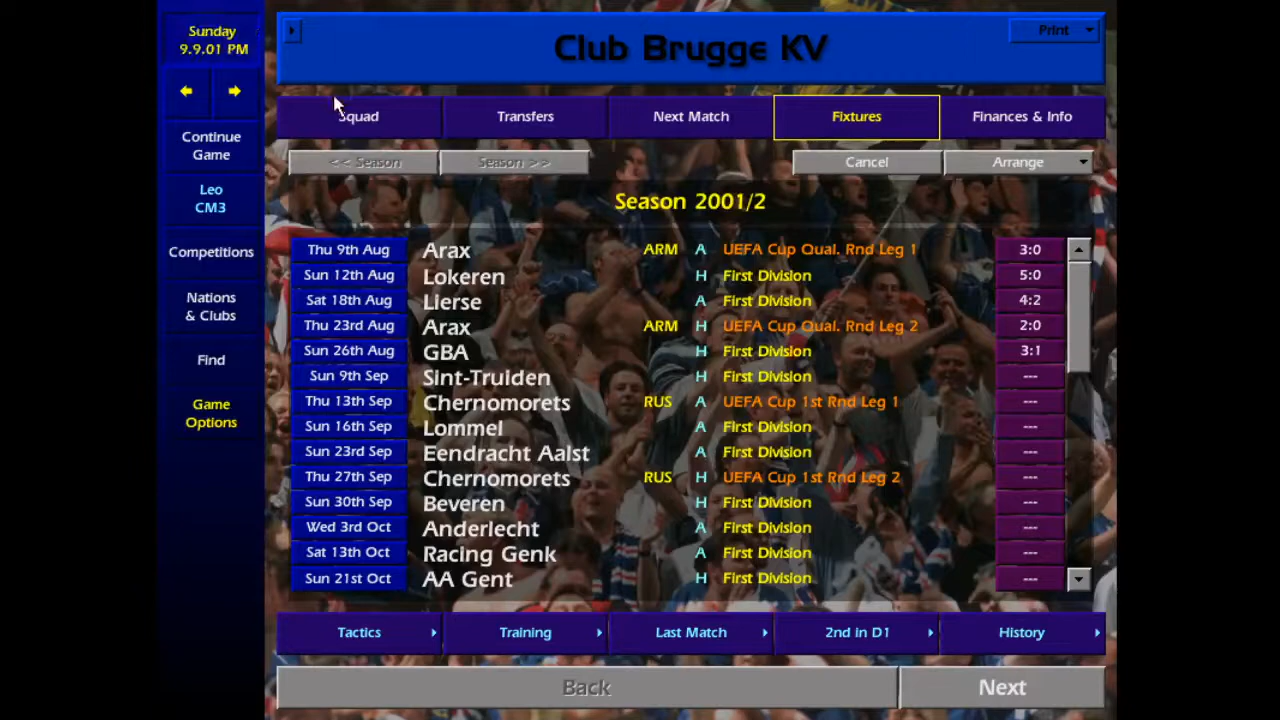 Sunday
9.9.01 PM
Continue
Game
Leo
CM3
Competitions
Nations
& Clubs
Find
Game
Options
Club Brugge KV
Print
Squad Transfers Next Match Fixtures Finances & Info
<< Season Season >> Cancel Arrange
Season 2001/2
Thu 9th Aug Arax ARM A UEFA Cup Qual. Rnd Leg 1 3:0
Sun 12th Aug Lokeren H First Division 5:0
Sat 18th Aug Lierse A First Division 4:2
Thu 23rd Aug Arax ARM H UEFA Cup Qual. Rnd Leg 2 2:0
Sun 26th Aug GBA H First Division 3:1
Sun 9th Sep Sint-Truiden H First Division ---
Thu 13th Sep Chernomorets RUS A UEFA Cup 1st Rnd Leg 1 ---
Sun 16th Sep Lommel A First Division ---
Sun 23rd Sep Eendracht Aalst A First Division ---
Thu 27th Sep Chernomorets RUS H UEFA Cup 1st Rnd Leg 2 ---
Sun 30th Sep Beveren H First Division ---
Wed 3rd Oct Anderlecht A First Division ---
Sat 13th Oct Racing Genk A First Division ---
Sun 21st Oct AA Gent H First Division ---
Tactics Training Last Match 2nd in D1 History
Back Next